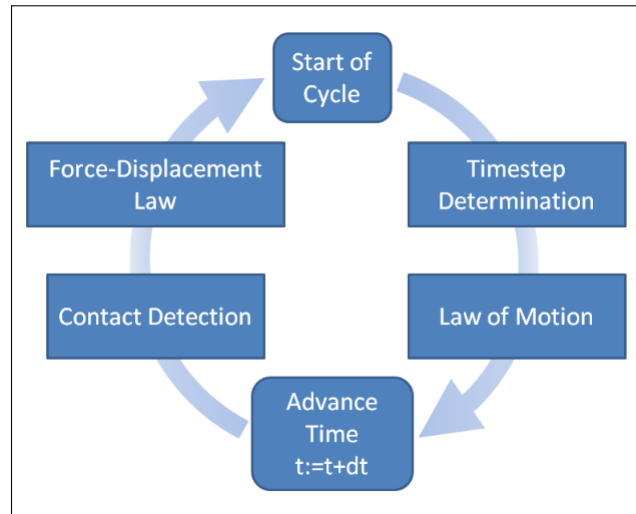 Start of
Cycle
Timestep
Determination
Law of Motion
Advance
Time
t:=t+dt
Contact Detection
Force-Displacement
Law